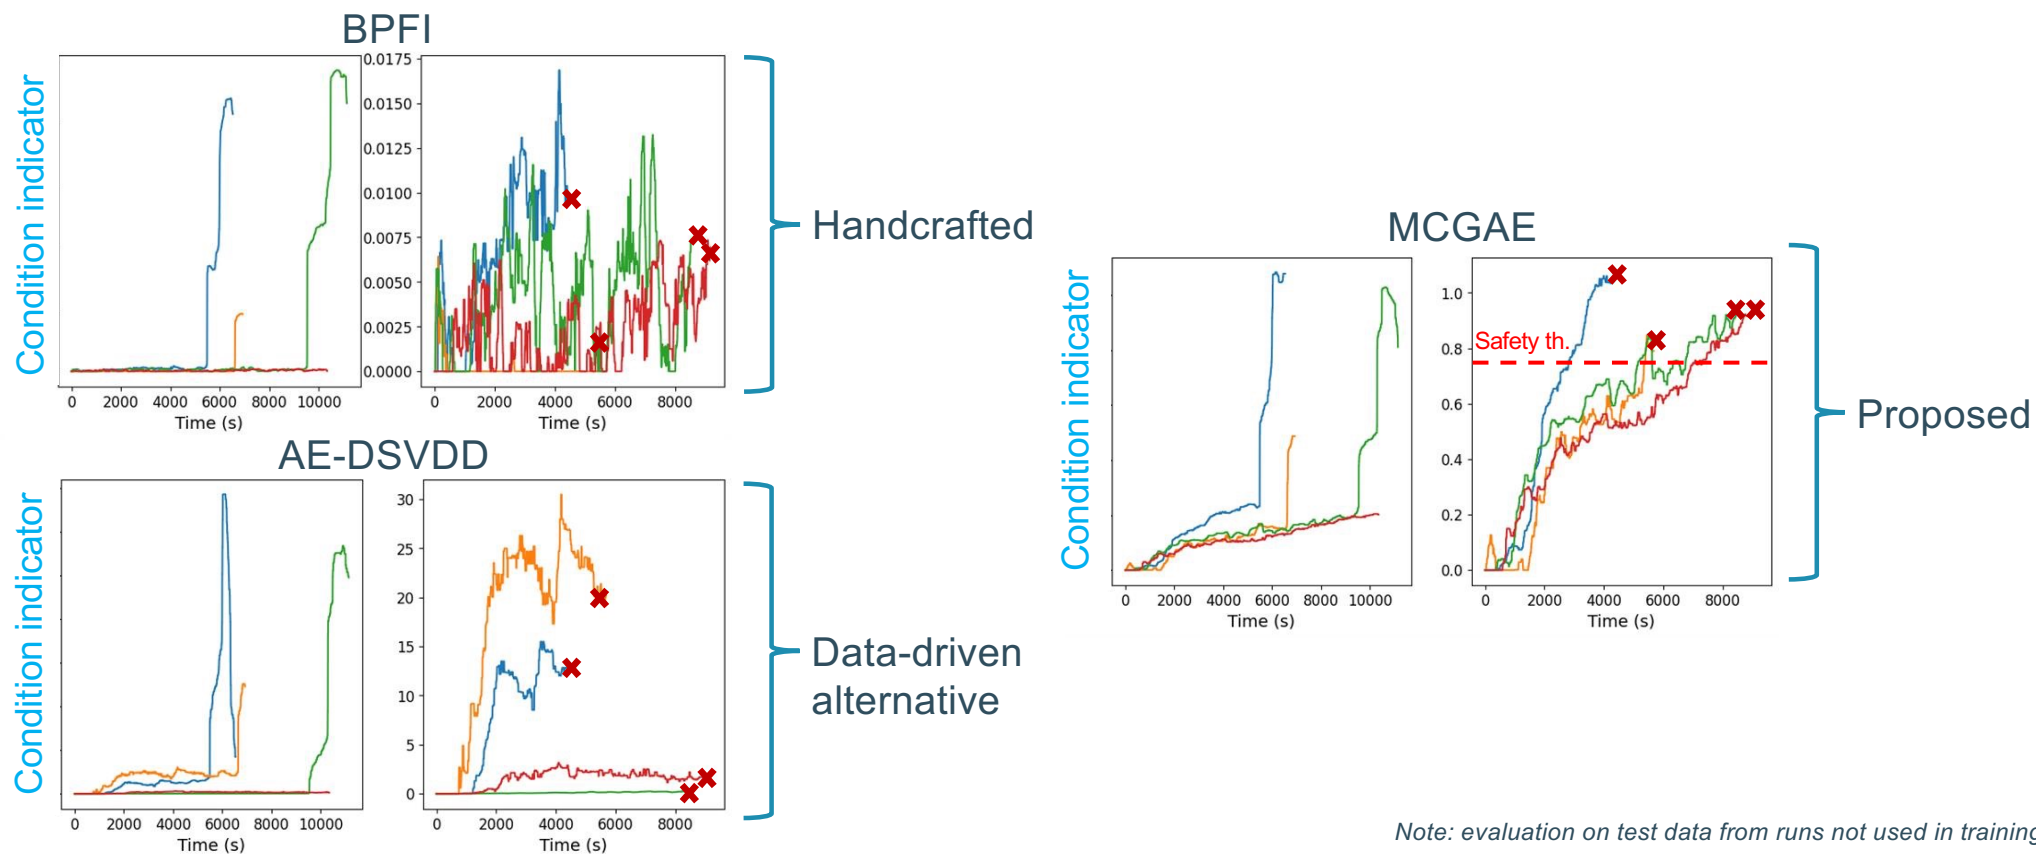 BPFI
Condition indicator
0 2000 4000 6000 8000 10000
Time (s)
0.0175
0.0150
0.0125
0.0100
0.0075
0.0050
0.0025
0.0000
0 2000 4000 6000 8000
Time (s)
Handcrafted
AE-DSVDD
Condition indicator
0 2000 4000 6000 8000 10000
Time (s)
30
25
20
15
10
5
0
0 2000 4000 6000 8000
Time (s)
Data-driven
alternative
MCGAE
Condition indicator
0 2000 4000 6000 8000 10000
Time (s)
1.0
0.8
0.6
0.4
0.2
0.0
Safety th.
0 2000 4000 6000 8000
Time (s)
Proposed
Note: evaluation on test data from runs not used in training